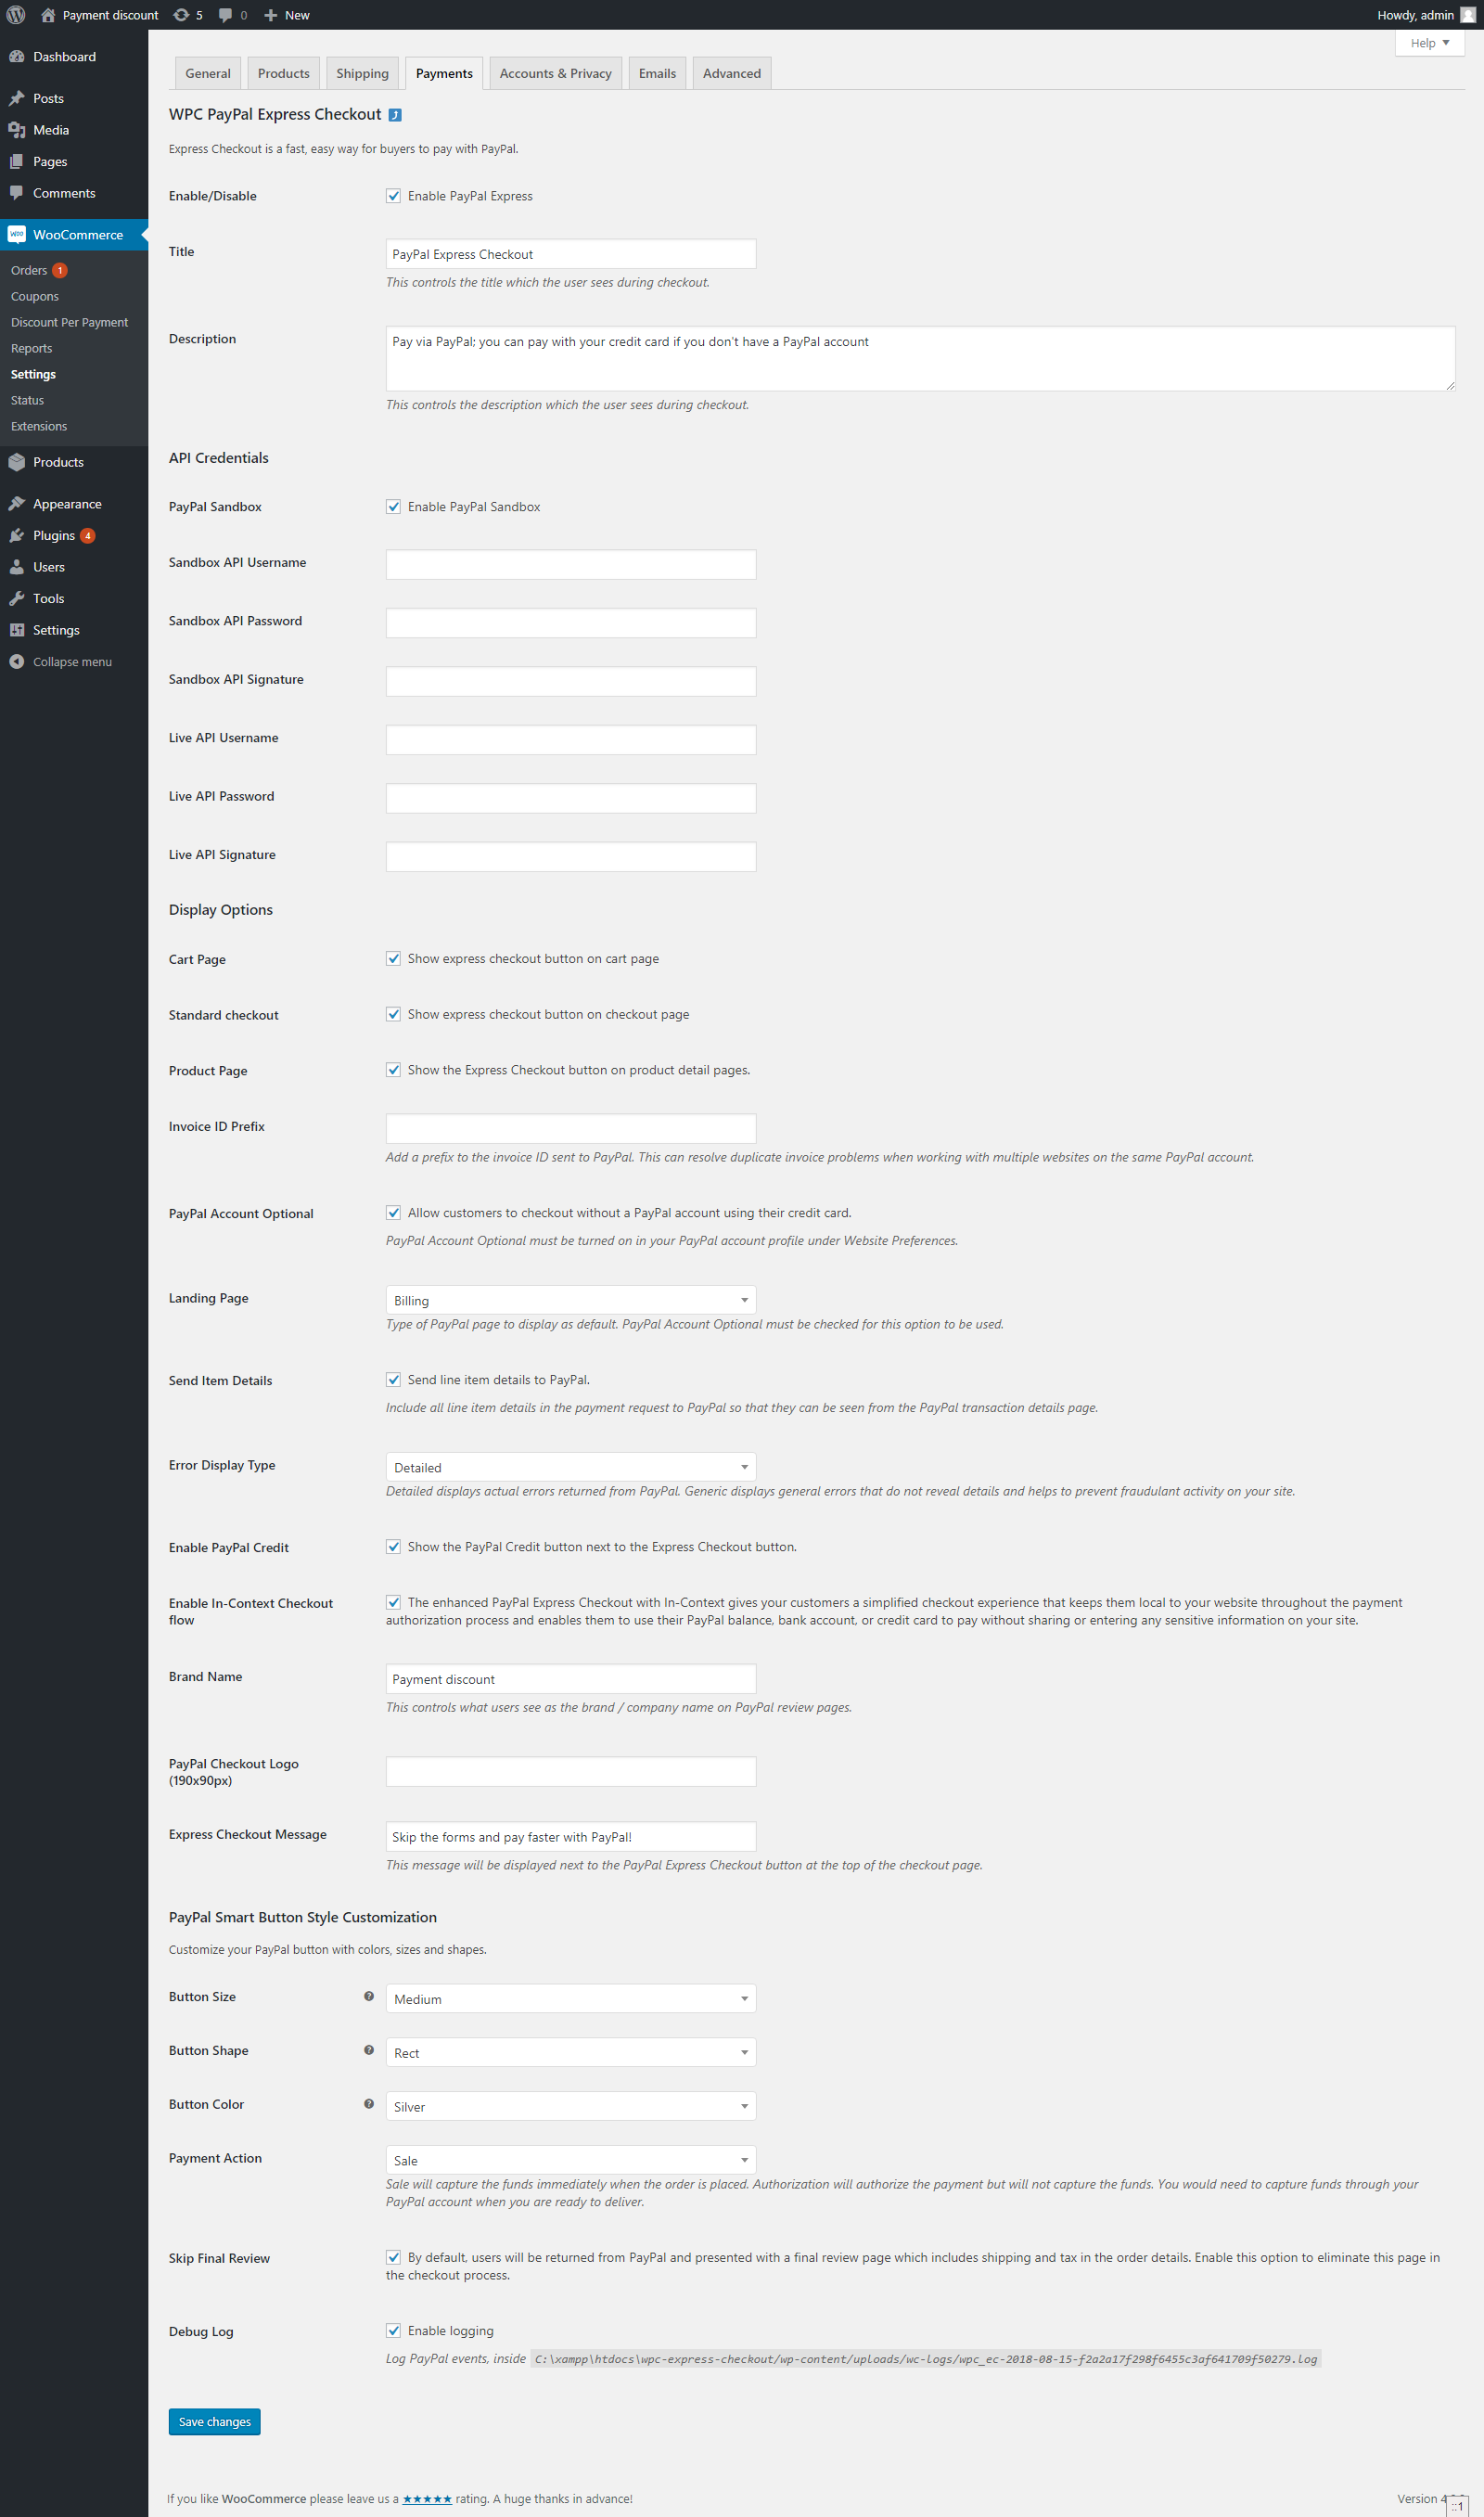 Payment discount 5 0 New Howdy, admin
Help
Dashboard
Posts
Media
Pages
Comments
WooCommerce
Orders 1
Coupons
Discount Per Payment
Reports
Settings
Status
Extensions
Products
Appearance
Plugins 4
Users
Tools
Settings
Collapse menu
General Products Shipping Payments Accounts & Privacy Emails Advanced
WPC PayPal Express Checkout
Express Checkout is a fast, easy way for buyers to pay with PayPal.
Enable/Disable Enable PayPal Express
Title PayPal Express Checkout
This controls the title which the user sees during checkout.
Description Pay via PayPal; you can pay with your credit card if you don't have a PayPal account
This controls the description which the user sees during checkout.
API Credentials
PayPal Sandbox Enable PayPal Sandbox
Sandbox API Username
Sandbox API Password
Sandbox API Signature
Live API Username
Live API Password
Live API Signature
Display Options
Cart Page Show express checkout button on cart page
Standard checkout Show express checkout button on checkout page
Product Page Show the Express Checkout button on product detail pages.
Invoice ID Prefix
Add a prefix to the invoice ID sent to PayPal. This can resolve duplicate invoice problems when working with multiple websites on the same PayPal account.
PayPal Account Optional Allow customers to checkout without a PayPal account using their credit card.
PayPal Account Optional must be turned on in your PayPal account profile under Website Preferences.
Landing Page Billing
Type of PayPal page to display as default. PayPal Account Optional must be checked for this option to be used.
Send Item Details Send line item details to PayPal.
Include all line item details in the payment request to PayPal so that they can be seen from the PayPal transaction details page.
Error Display Type Detailed
Detailed displays actual errors returned from PayPal. Generic displays general errors that do not reveal details and helps to prevent fraudulant activity on your site.
Enable PayPal Credit Show the PayPal Credit button next to the Express Checkout button.
Enable In-Context Checkout The enhanced PayPal Express Checkout with In-Context gives your customers a simplified checkout experience that keeps them local to your website throughout the payment
flow authorization process and enables them to use their PayPal balance, bank account, or credit card to pay without sharing or entering any sensitive information on your site.
Brand Name Payment discount
This controls what users see as the brand / company name on PayPal review pages.
PayPal Checkout Logo
(190x90px)
Express Checkout Message Skip the forms and pay faster with PayPal!
This message will be displayed next to the PayPal Express Checkout button at the top of the checkout page.
PayPal Smart Button Style Customization
Customize your PayPal button with colors, sizes and shapes.
Button Size Medium
Button Shape Rect
Button Color Silver
Payment Action Sale
Sale will capture the funds immediately when the order is placed. Authorization will authorize the payment but will not capture the funds. You would need to capture funds through your
PayPal account when you are ready to deliver.
Skip Final Review By default, users will be returned from PayPal and presented with a final review page which includes shipping and tax in the order details. Enable this option to eliminate this page in
the checkout process.
Debug Log Enable logging
Log PayPal events, inside C:\xampp\htdocs\wpc-express-checkout/wp-content/uploads/wc-logs/wpc_ec-2018-08-15-f2a2a17f298f6455c3af641709f50279.log
Save changes
If you like WooCommerce please leave us a ★★★★★ rating. A huge thanks in advance! Version
::1